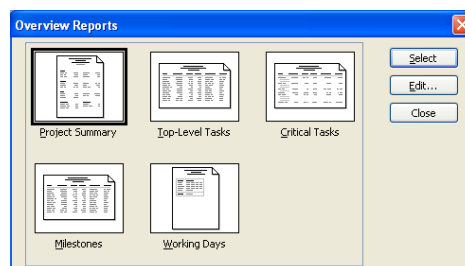 Overview Reports
Select
Edit...
Close
Project Summary
Top-Level Tasks
Critical Tasks
Milestones
Working Days